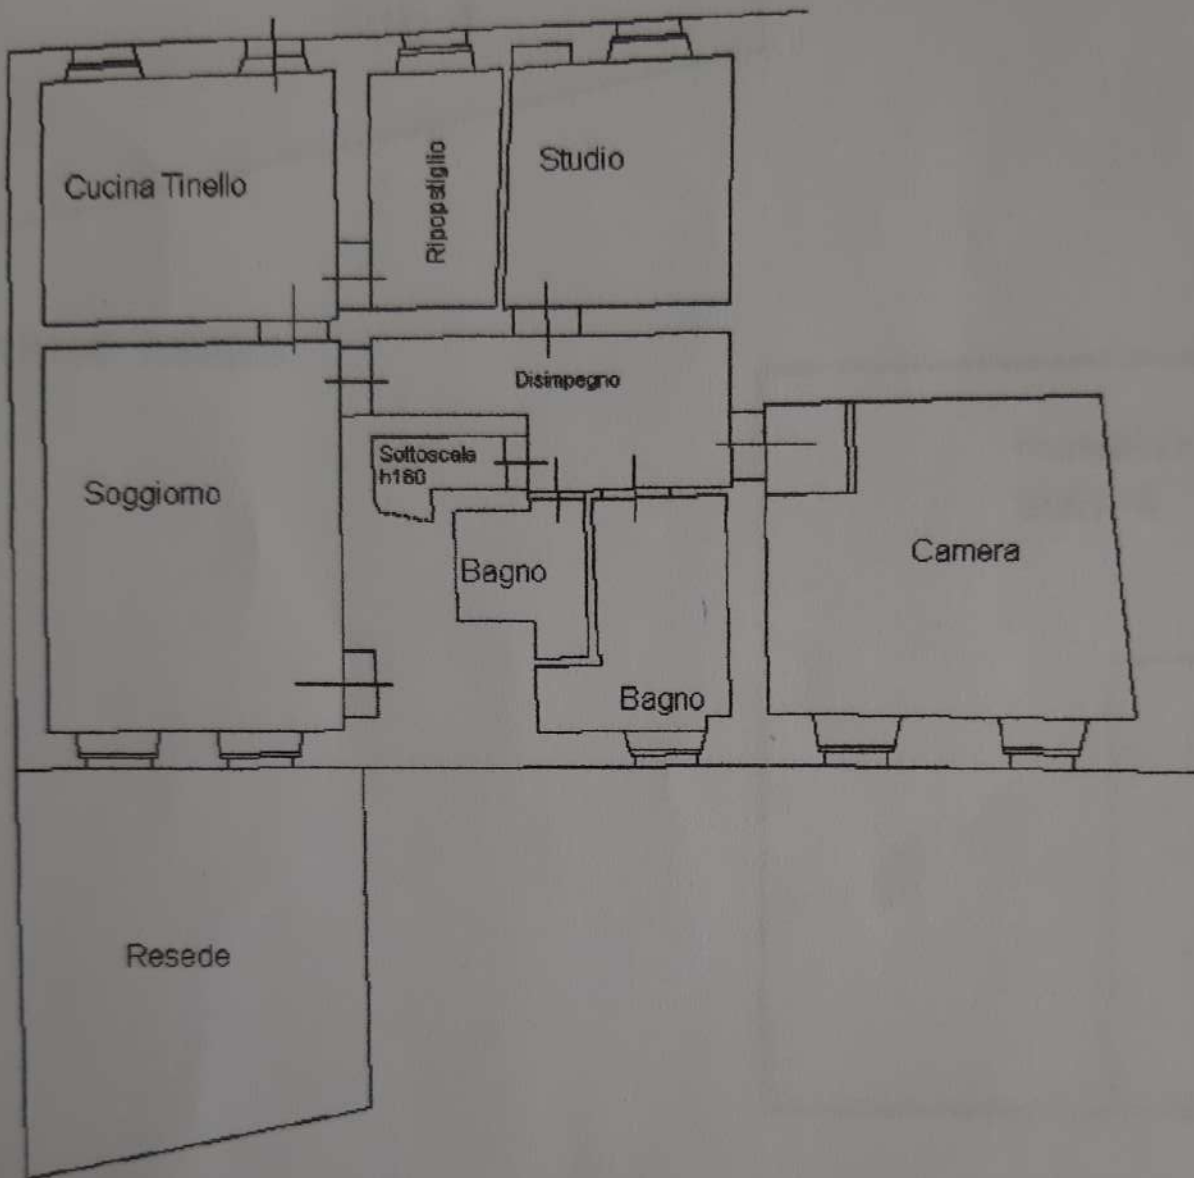 Cucina Tinello
Ripopstiglio
Studio
Disimpegno
Sottoscala
h180
Soggiorno
Bagno
Camera
Bagno
Resede